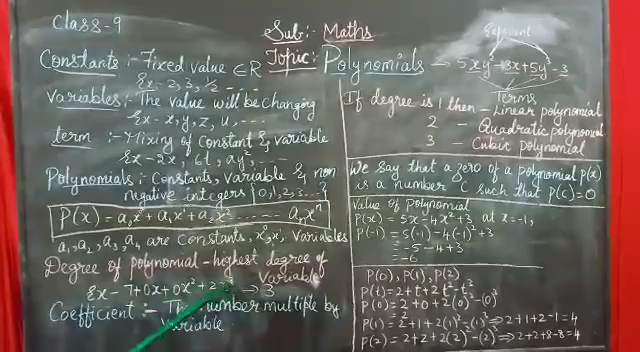 Class-9
Sub:- Maths
Topic:- Polynomials → 5xy² - 3x + 5y³ - 3
Exponent
Terms
Constants:- Fixed value ∈ R
Ex - 2, 3, 12 ....
Variables:- The value will be changing
Ex - x, y, z, u, ....
term :- Mixing of Constant & variable
Ex - 2x, 6t, ay, ....
Polynomials:- Constants, Variable & non
negative integers {0,1,2,3...}
P(x) = a₀x⁰ + a₁x¹ + a₂x² ...... aₙxⁿ
a₁, a₂, a₃, a₄ are Constants, x⁰, x¹, Variables
Degree of polynomial - highest degree of
Variable
Ex - 7+0x+0x²+2x³ → 3
Coefficient:- The number multiple by
Variable
If degree is 1 then - Linear polynomial
2 - Quadratic polynomial
3 - Cubic polynomial
We say that a zero of a polynomial P(x)
is a number C such that P(C)=0
Value of polynomial
P(x) = 5x-4x²+3 at x=-1,
P(-1) = 5(-1)-4(-1)²+3
= -5-4+3
= -6
P(0), P(1), P(2)
P(t) = 2+t+2t²-t³
P(0) = 2+0+2(0)²-(0)³
= 2
P(1) = 2+1+2(1)²-(1)³ ⇒ 2+1+2-1=4
P(2) = 2+2+2(2)²-(2)³ ⇒ 2+2+8-8=4